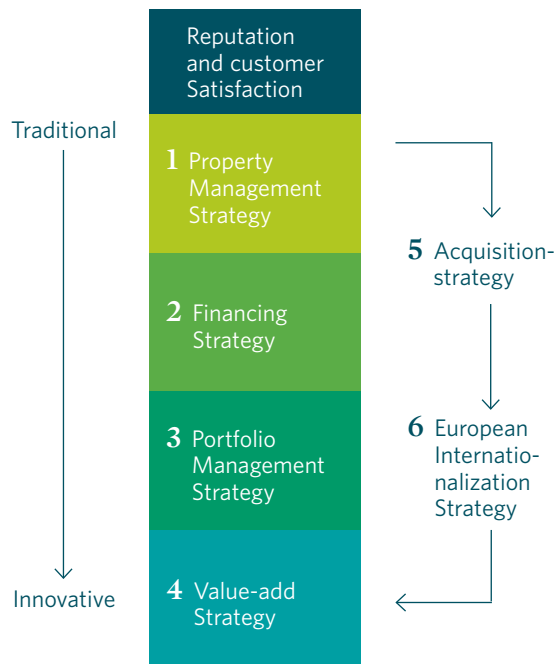 Reputation
and customer
Satisfaction
Traditional
1 Property
Management
Strategy
5 Acquisition-
strategy
2 Financing
Strategy
3 Portfolio
Management
Strategy
6 European
Internatio-
nalization
Strategy
Innovative
4 Value-add
Strategy